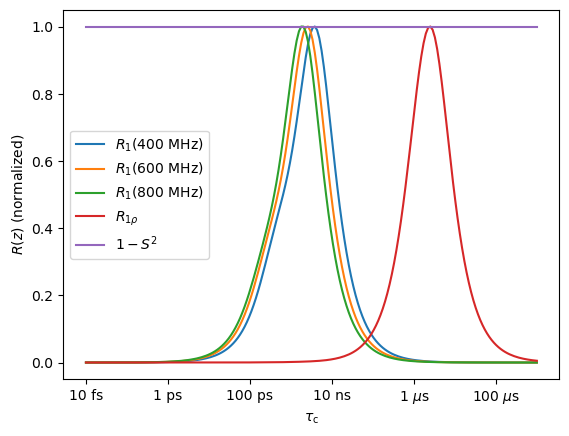 1.0
0.8
0.6
0.4
0.2
0.0
R(z) (normalized)
R₁(400 MHz)
R₁(600 MHz)
R₁(800 MHz)
R₁ρ
1 − S²
10 fs
1 ps
100 ps
10 ns
1 μs
100 μs
τc